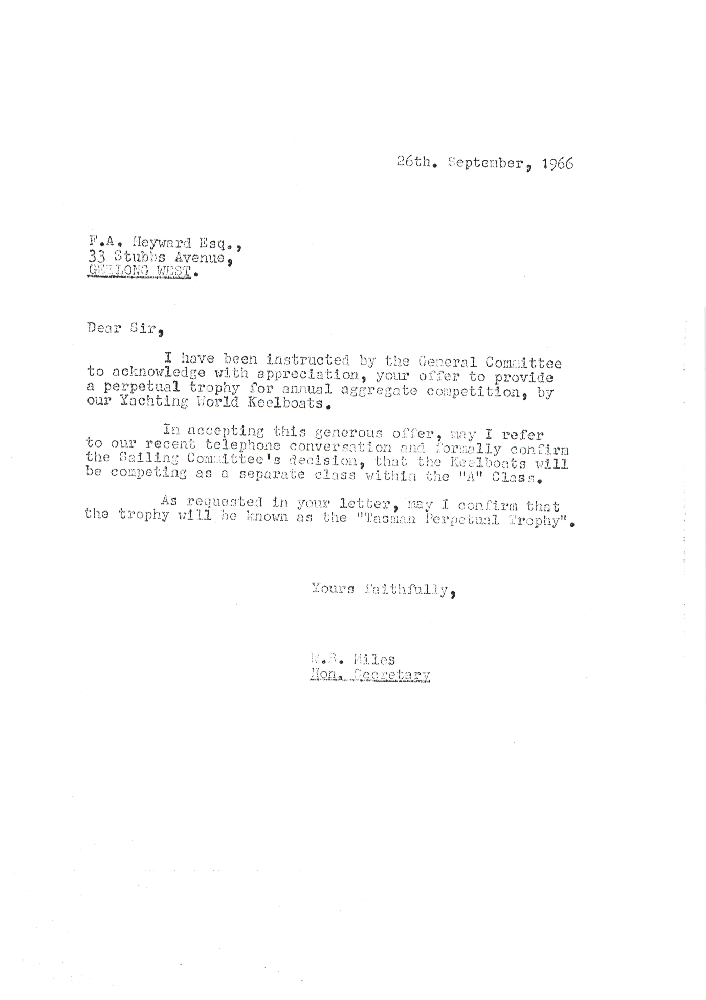 26th. September, 1966
F.A. Heyward Esq.,
33 Stubbs Avenue,
GEELONG WEST.
Dear Sir,
I have been instructed by the General Committee
to acknowledge with appreciation, your offer to provide
a perpetual trophy for annual aggregate competition, by
our Yachting World Keelboats.
In accepting this generous offer, may I refer
to our recent telephone conversation and formally confirm
the Sailing Committee's decision, that the Keelboats will
be competing as a separate class within the "A" Class.
As requested in your letter, may I confirm that
the trophy will be known as the "Tasman Perpetual Trophy".
Yours faithfully,
Miles
Hon. Secretary